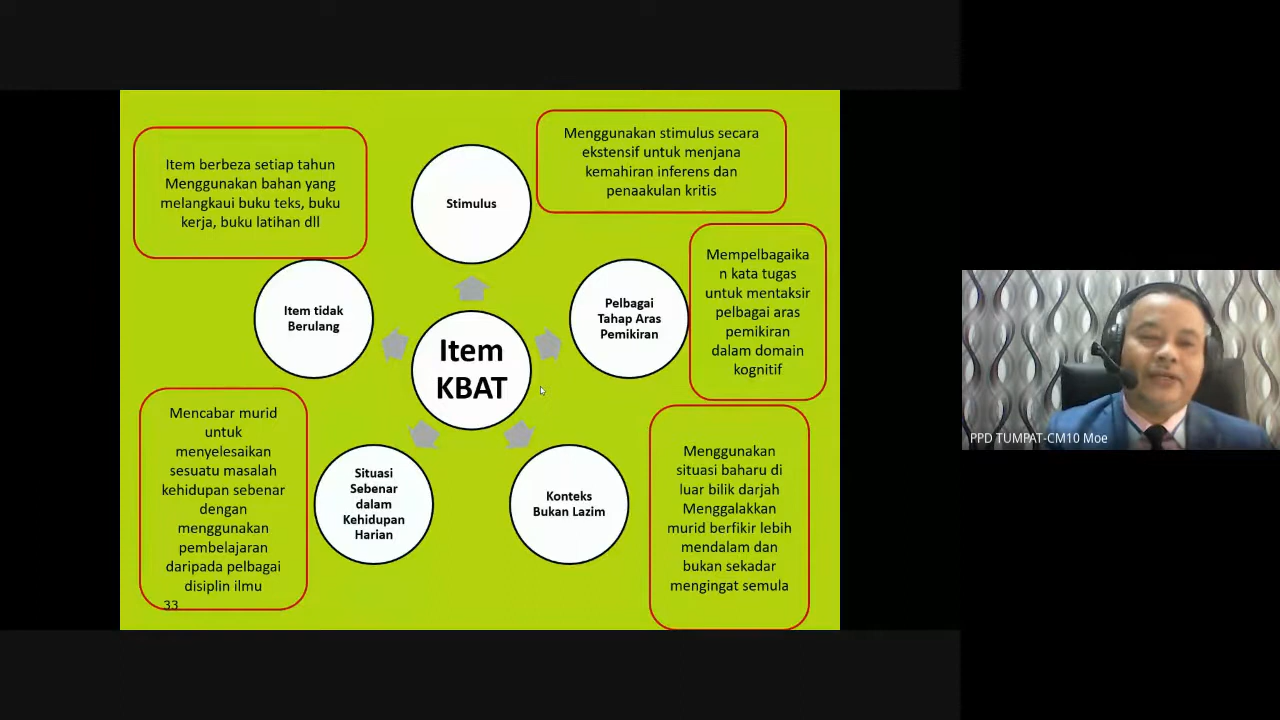 Menggunakan stimulus secara
ekstensif untuk menjana
kemahiran inferens dan
penaakulan kritis
Item berbeza setiap tahun
Menggunakan bahan yang
melangkaui buku teks, buku
kerja, buku latihan dll
Stimulus
Mempelbagaika
n kata tugas
untuk mentaksir
pelbagai aras
pemikiran
dalam domain
kognitif
Item tidak
Berulang
Pelbagai
Tahap Aras
Pemikiran
Item
KBAT
Mencabar murid
untuk
menyelesaikan
sesuatu masalah
kehidupan sebenar
dengan
menggunakan
pembelajaran
daripada pelbagai
disiplin ilmu
Situasi
Sebenar
dalam
Kehidupan
Harian
Konteks
Bukan Lazim
Menggunakan
situasi baharu di
luar bilik darjah
Menggalakkan
murid berfikir lebih
mendalam dan
bukan sekadar
mengingat semula
33
PPD TUMPAT-CM10 Moe